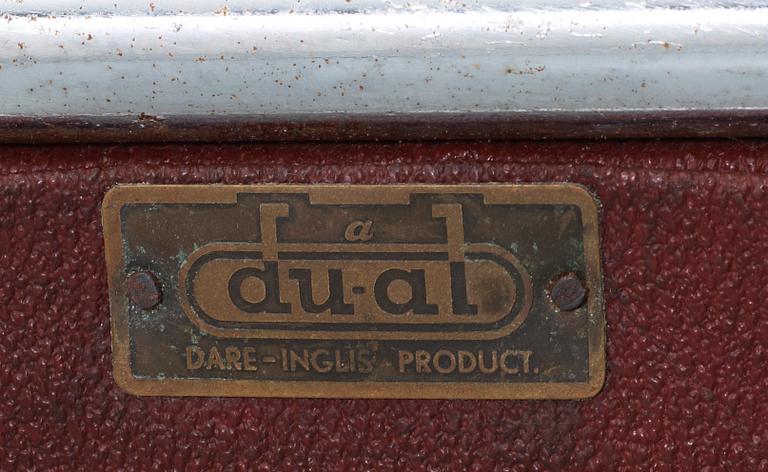 a
du-al
DARE-INGLIS PRODUCT.